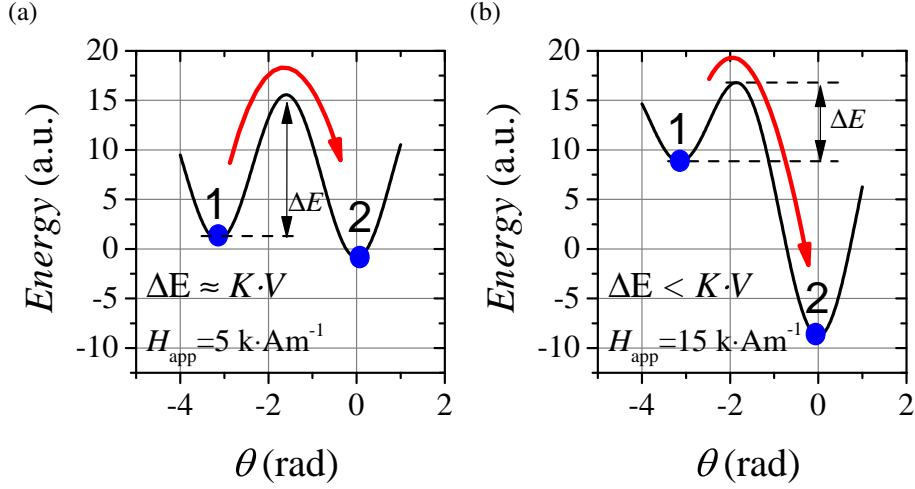 (a)
Energy (a.u.)
20
15
10
5
0
-5
-10
1
2
ΔE
ΔE ≈ K·V
H_app=5 k·Am⁻¹
-4 -2 0 2
θ (rad)
(b)
Energy (a.u.)
20
15
10
5
0
-5
-10
1
ΔE
2
ΔE < K·V
H_app=15 k·Am⁻¹
-4 -2 0 2
θ (rad)